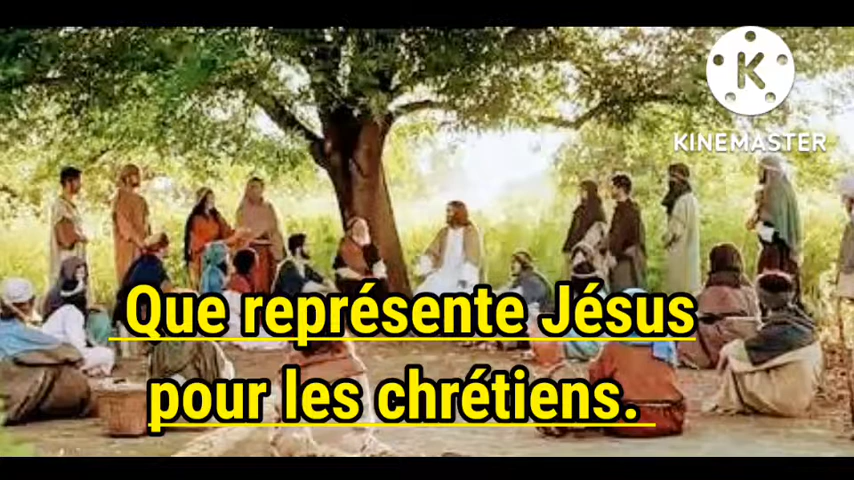 K
KINEMASTER
Que représente Jésus
pour les chrétiens.